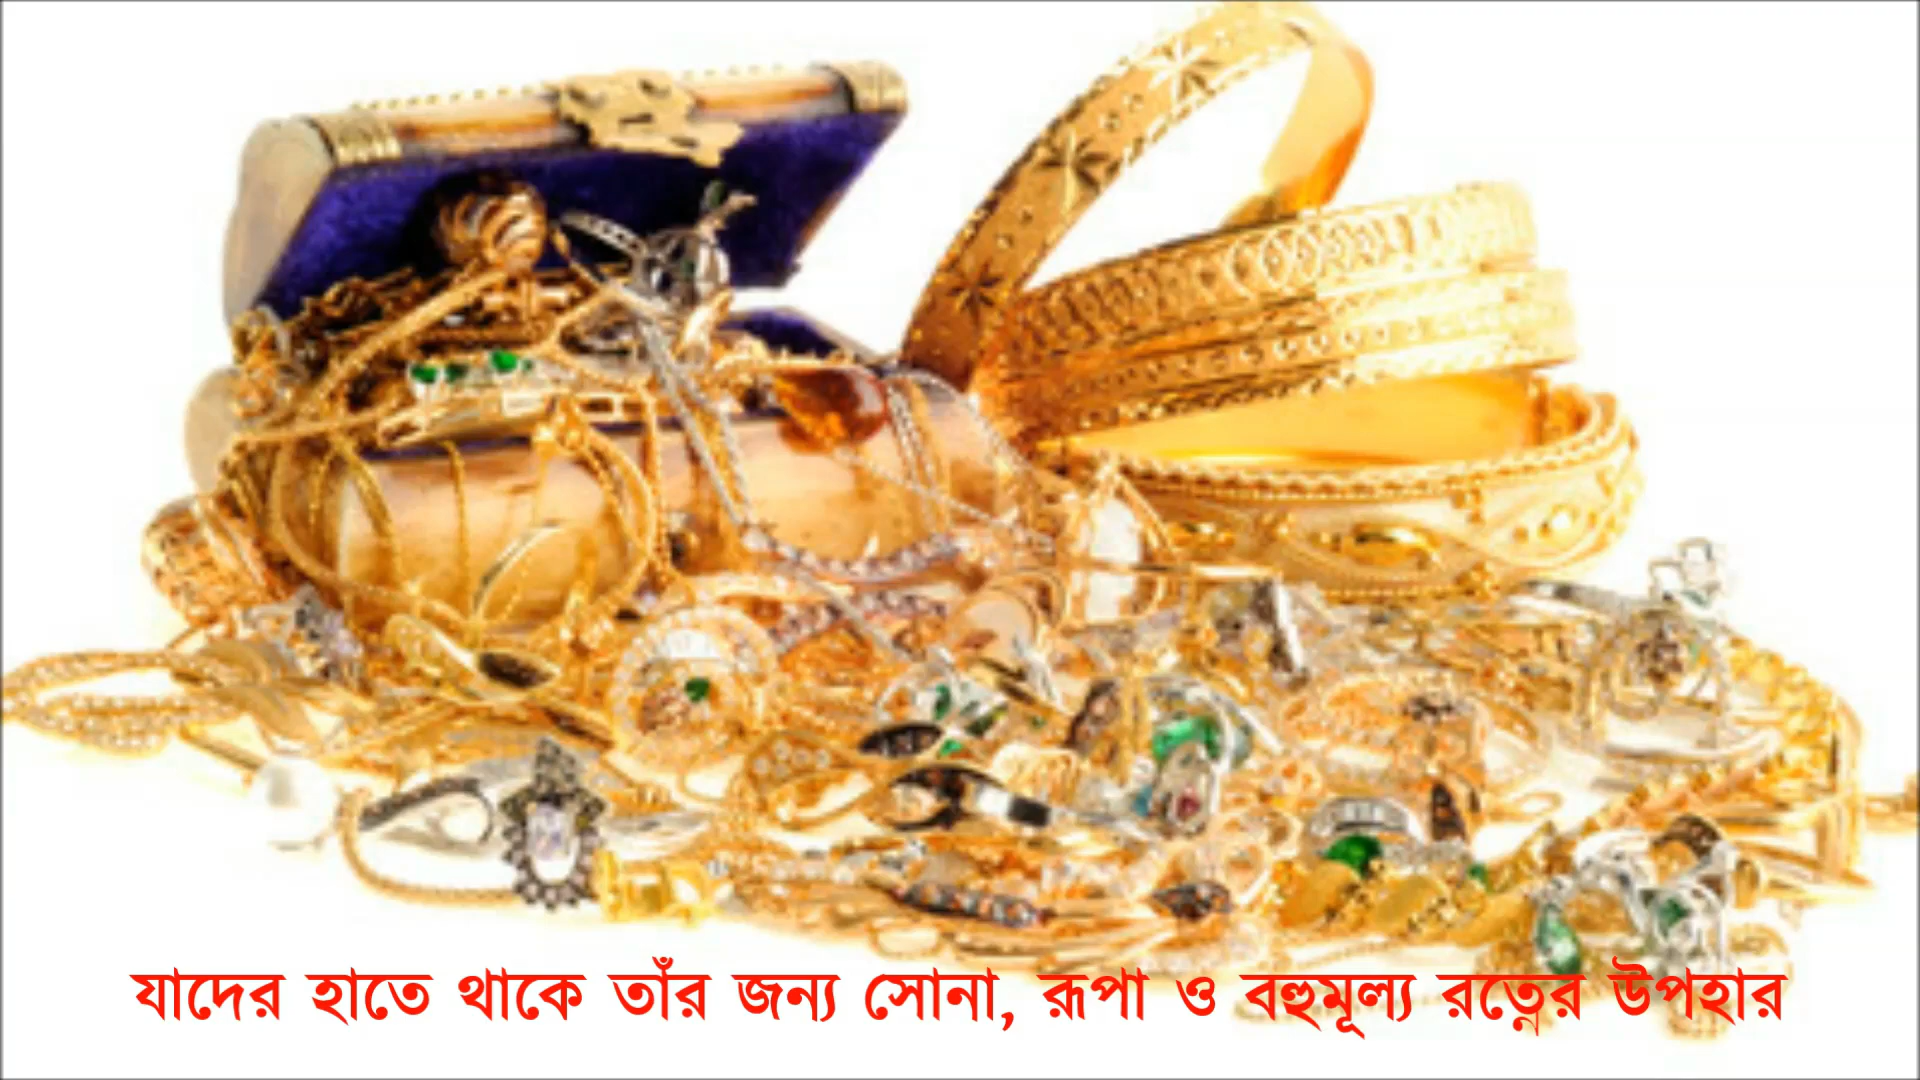 যাদের হাতে থাকে তাঁর জন্য সোনা, রূপা ও বহুমূল্য রত্নের উপহার